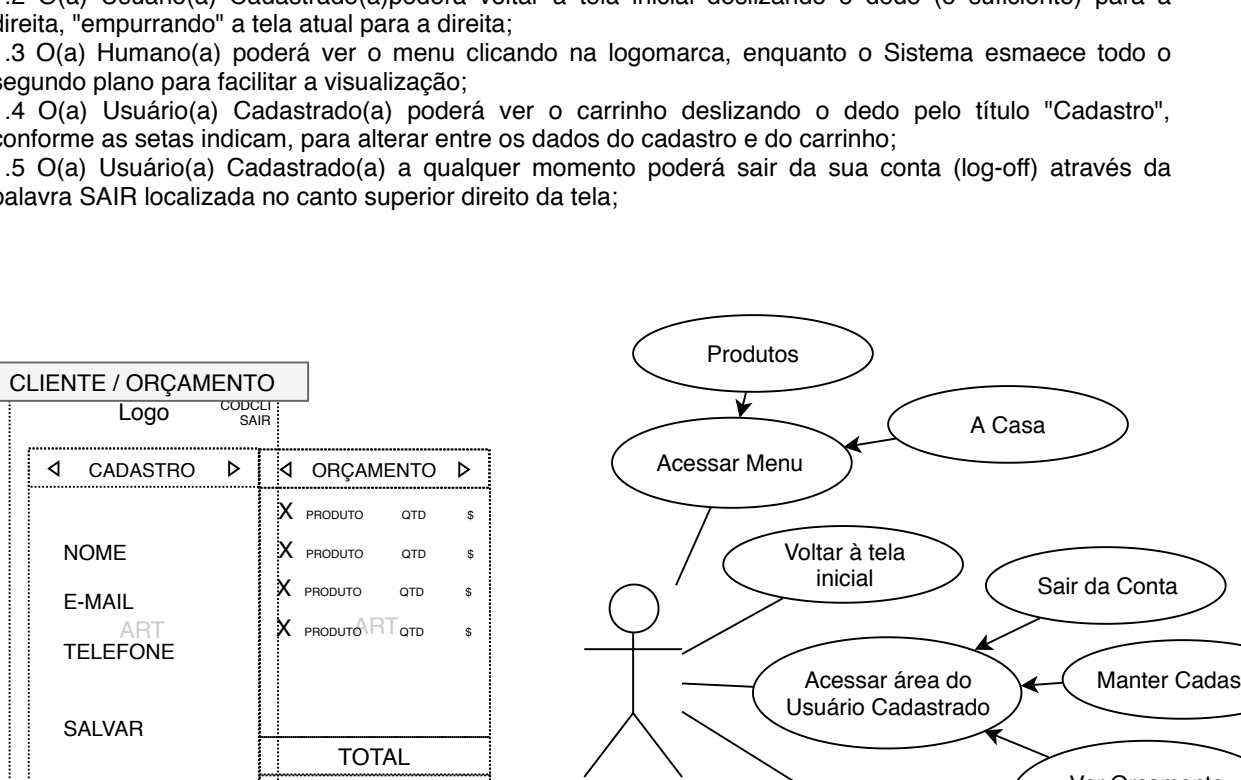 .2 O(a) Usuário(a) Cadastrado(a)poderá voltar à tela inicial deslizando o dedo (o suficiente) para a
direita, "empurrando" a tela atual para a direita;
.3 O(a) Humano(a) poderá ver o menu clicando na logomarca, enquanto o Sistema esmaece todo o
segundo plano para facilitar a visualização;
.4 O(a) Usuário(a) Cadastrado(a) poderá ver o carrinho deslizando o dedo pelo título "Cadastro",
conforme as setas indicam, para alterar entre os dados do cadastro e do carrinho;
.5 O(a) Usuário(a) Cadastrado(a) a qualquer momento poderá sair da sua conta (log-off) através da
palavra SAIR localizada no canto superior direito da tela;
CLIENTE / ORÇAMENTO
Logo
CODCLI
SAIR
CADASTRO
NOME
E-MAIL
ART
TELEFONE
SALVAR
ORÇAMENTO
X PRODUTO QTD $
X PRODUTO QTD $
X PRODUTO QTD $
X PRODUTO QTD $
ART
TOTAL
Produtos
A Casa
Acessar Menu
Voltar à tela
inicial
Sair da Conta
Acessar área do
Usuário Cadastrado
Manter Cadas
Ver Orçamento